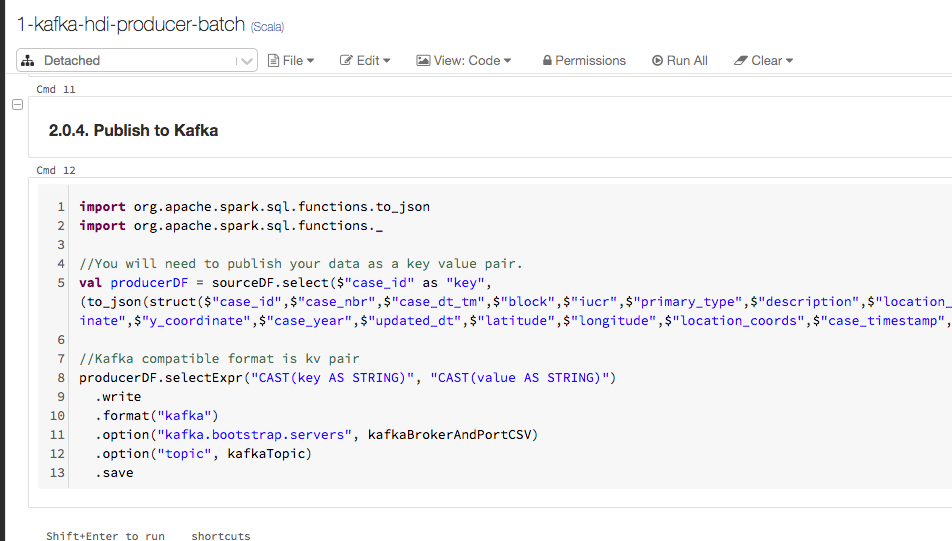 1-kafka-hdi-producer-batch (Scala)
Detached File Edit View: Code Permissions Run All Clear
Cmd 11
2.0.4. Publish to Kafka
Cmd 12
1 import org.apache.spark.sql.functions.to_json
2 import org.apache.spark.sql.functions._
3
4 //You will need to publish your data as a key value pair.
5 val producerDF = sourceDF.select($"case_id" as "key",
(to_json(struct($"case_id",$"case_nbr",$"case_dt_tm",$"block",$"iucr",$"primary_type",$"description",$"location_
inate",$"y_coordinate",$"case_year",$"updated_dt",$"latitude",$"longitude",$"location_coords",$"case_timestamp",
6
7 //Kafka compatible format is kv pair
8 producerDF.selectExpr("CAST(key AS STRING)", "CAST(value AS STRING)")
9 .write
10 .format("kafka")
11 .option("kafka.bootstrap.servers", kafkaBrokerAndPortCSV)
12 .option("topic", kafkaTopic)
13 .save
Shift+Enter to run shortcuts